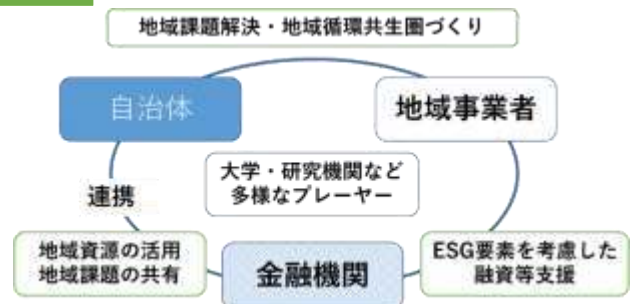 地域課題解決・地域循環共生圏づくり
自治体
地域事業者
大学・研究機関など
多様なプレーヤー
連携
地域資源の活用
地域課題の共有
金融機関
ESG要素を考慮した
融資等支援